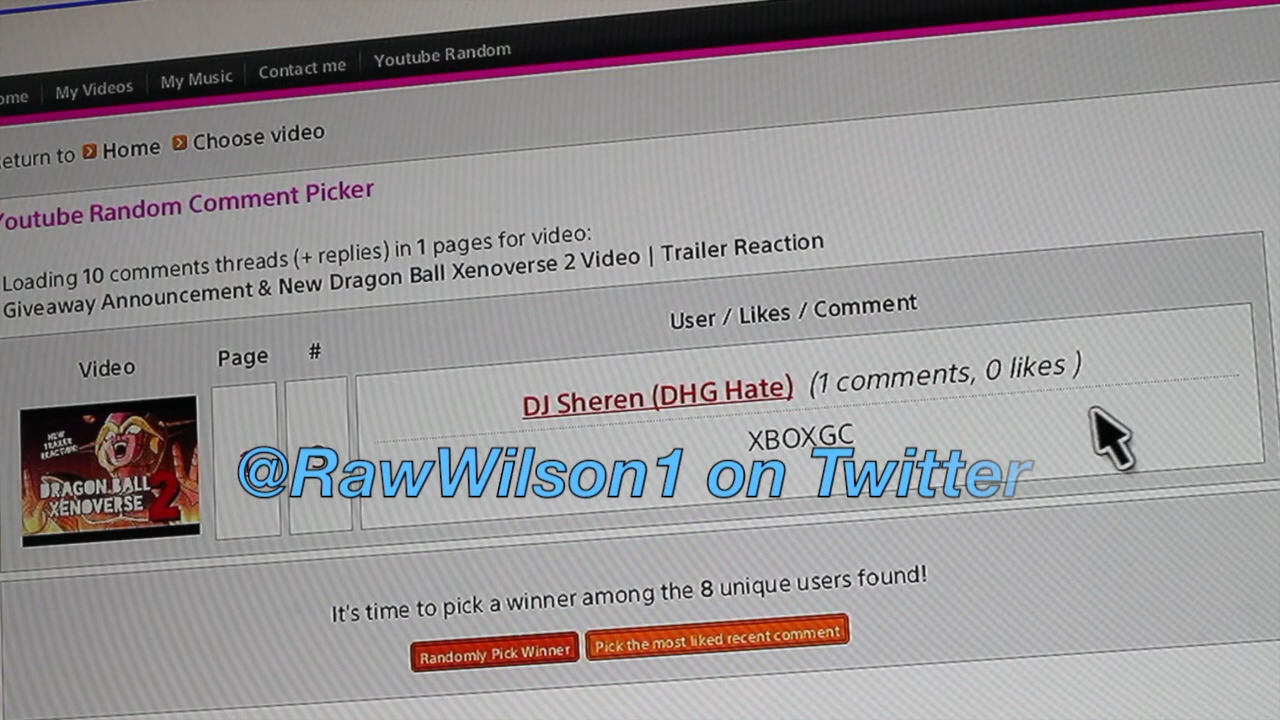 ome My Videos My Music Contact me Youtube Random
eturn to Home Choose video
Youtube Random Comment Picker
Loading 10 comments threads (+ replies) in 1 pages for video:
Giveaway Announcement & New Dragon Ball Xenoverse 2 Video | Trailer Reaction
Video Page # User / Likes / Comment
NEW
TRAILER
REACTION
DRAGON BALL
XENOVERSE 2
DJ Sheren (DHG Hate) (1 comments, 0 likes )
XBOXGC
@RawWilson1 on Twitter
It's time to pick a winner among the 8 unique users found!
Randomly Pick Winner Pick the most liked recent comment